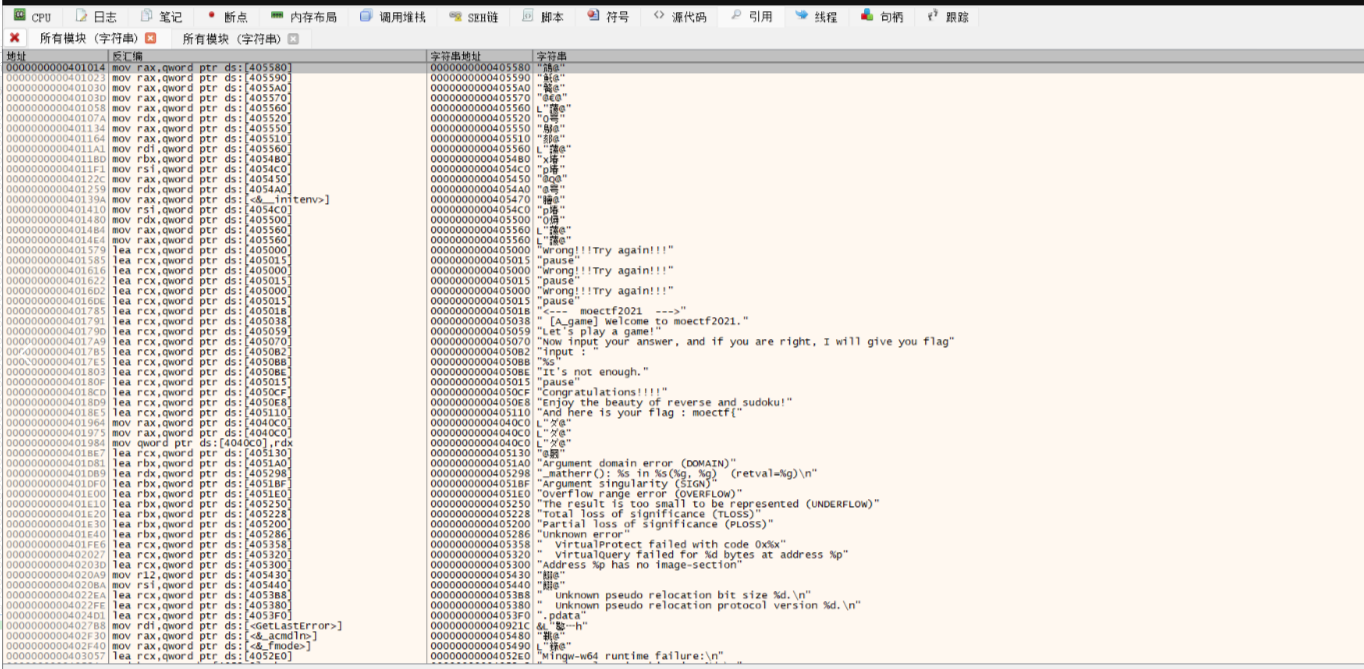 CPU 日志 笔记 断点 内存布局 调用堆栈 SEH链 脚本 符号 源代码 引用 线程 句柄 跟踪
所有模块 (字符串) 所有模块 (字符串)
地址 反汇编 字符串地址 字符串
0000000000401014 mov rax,qword ptr ds:[405580] 0000000000405580
0000000000401023 mov rax,qword ptr ds:[405590] 0000000000405590
0000000000401030 mov rax,qword ptr ds:[4055A0] 00000000004055A0
000000000040103D mov rax,qword ptr ds:[405570] 0000000000405570 "@€@"
0000000000401058 mov rax,qword ptr ds:[405560] 0000000000405560
000000000040107A mov rdx,qword ptr ds:[405520] 0000000000405520 "0号"
0000000000401134 mov rax,qword ptr ds:[405550] 0000000000405550
0000000000401164 mov rax,qword ptr ds:[405510] 0000000000405510
00000000004011A1 mov rdi,qword ptr ds:[405560] 0000000000405560
00000000004011BD mov rbx,qword ptr ds:[4054B0] 00000000004054B0
00000000004011F1 mov rsi,qword ptr ds:[4054C0] 00000000004054C0
000000000040122C mov rax,qword ptr ds:[405450] 0000000000405450
0000000000401259 mov rdx,qword ptr ds:[4054A0] 00000000004054A0 "@号"
000000000040139A mov rax,qword ptr ds:[<&__initenv>] 0000000000405470
0000000000401410 mov rsi,qword ptr ds:[4054C0] 00000000004054C0
0000000000401480 mov rdx,qword ptr ds:[405500] 0000000000405500
00000000004014B4 mov rax,qword ptr ds:[405560] 0000000000405560
00000000004014E4 mov rax,qword ptr ds:[405560] 0000000000405560
0000000000401579 lea rcx,qword ptr ds:[405000] 0000000000405000 "Wrong!!!Try again!!!"
0000000000401585 lea rcx,qword ptr ds:[405015] 0000000000405015 "pause"
0000000000401616 lea rcx,qword ptr ds:[405000] 0000000000405000 "Wrong!!!Try again!!!"
0000000000401622 lea rcx,qword ptr ds:[405015] 0000000000405015 "pause"
00000000004016D2 lea rcx,qword ptr ds:[405000] 0000000000405000 "Wrong!!!Try again!!!"
00000000004016DE lea rcx,qword ptr ds:[405015] 0000000000405015 "pause"
0000000000401785 lea rcx,qword ptr ds:[40501B] 000000000040501B "<--- moectf2021 --->"
0000000000401791 lea rcx,qword ptr ds:[405038] 0000000000405038 " [A_game] Welcome to moectf2021."
000000000040179D lea rcx,qword ptr ds:[405059] 0000000000405059 "Let's play a game!"
00000000004017A9 lea rcx,qword ptr ds:[405070] 0000000000405070 "Now input your answer, and if you are right, I will give you flag"
00000000004017B5 lea rcx,qword ptr ds:[4050B2] 00000000004050B2 "input : "
00000000004017E5 lea rcx,qword ptr ds:[4050BB] 00000000004050BB "%s"
0000000000401803 lea rcx,qword ptr ds:[4050BE] 00000000004050BE "It's not enough."
000000000040180F lea rcx,qword ptr ds:[405015] 0000000000405015 "pause"
00000000004018CD lea rcx,qword ptr ds:[4050CF] 00000000004050CF "Congratulations!!!!"
00000000004018D9 lea rcx,qword ptr ds:[4050E8] 00000000004050E8 "Enjoy the beauty of reverse and sudoku!"
00000000004018E5 lea rcx,qword ptr ds:[405110] 0000000000405110 "And here is your flag : moectf{"
0000000000401964 mov rax,qword ptr ds:[4040C0] 00000000004040C0 L"グ@"
0000000000401975 mov rax,qword ptr ds:[4040C0] 00000000004040C0 L"グ@"
0000000000401984 mov qword ptr ds:[4040C0],rdx 00000000004040C0 L"グ@"
0000000000401BE7 lea rcx,qword ptr ds:[405130] 0000000000405130
0000000000401D81 lea rbx,qword ptr ds:[4051A0] 00000000004051A0 "Argument domain error (DOMAIN)"
0000000000401DB9 lea rdx,qword ptr ds:[405298] 0000000000405298 "_matherr(): %s in %s(%g, %g) (retval=%g)\n"
0000000000401DF0 lea rbx,qword ptr ds:[4051BF] 00000000004051BF "Argument singularity (SIGN)"
0000000000401E00 lea rbx,qword ptr ds:[4051E0] 00000000004051E0 "Overflow range error (OVERFLOW)"
0000000000401E10 lea rbx,qword ptr ds:[405250] 0000000000405250 "The result is too small to be represented (UNDERFLOW)"
0000000000401E20 lea rbx,qword ptr ds:[405228] 0000000000405228 "Total loss of significance (TLOSS)"
0000000000401E30 lea rbx,qword ptr ds:[405200] 0000000000405200 "Partial loss of significance (PLOSS)"
0000000000401E40 lea rbx,qword ptr ds:[405286] 0000000000405286 "Unknown error"
0000000000401FE6 lea rcx,qword ptr ds:[405358] 0000000000405358 " VirtualProtect failed with code 0x%x"
0000000000402027 lea rcx,qword ptr ds:[405320] 0000000000405320 " VirtualQuery failed for %d bytes at address %p"
000000000040203D lea rcx,qword ptr ds:[405300] 0000000000405300 "Address %p has no image-section"
00000000004020A9 mov r12,qword ptr ds:[405430] 0000000000405430
00000000004020BA mov rsi,qword ptr ds:[405440] 0000000000405440
00000000004022EA lea rcx,qword ptr ds:[4053B8] 00000000004053B8 " Unknown pseudo relocation bit size %d.\n"
00000000004022FE lea rcx,qword ptr ds:[405380] 0000000000405380 " Unknown pseudo relocation protocol version %d.\n"
00000000004024D1 lea rcx,qword ptr ds:[4053F0] 00000000004053F0 ".pdata"
00000000004027B8 mov rdi,qword ptr ds:[<GetLastError>] 000000000040921C
0000000000402F30 mov rax,qword ptr ds:[<&_acmdln>] 0000000000405480
0000000000402F40 mov rax,qword ptr ds:[<&_fmode>] 0000000000405490
0000000000403057 lea rcx,qword ptr ds:[4052E0] 00000000004052E0 "Mingw-w64 runtime failure:\n"